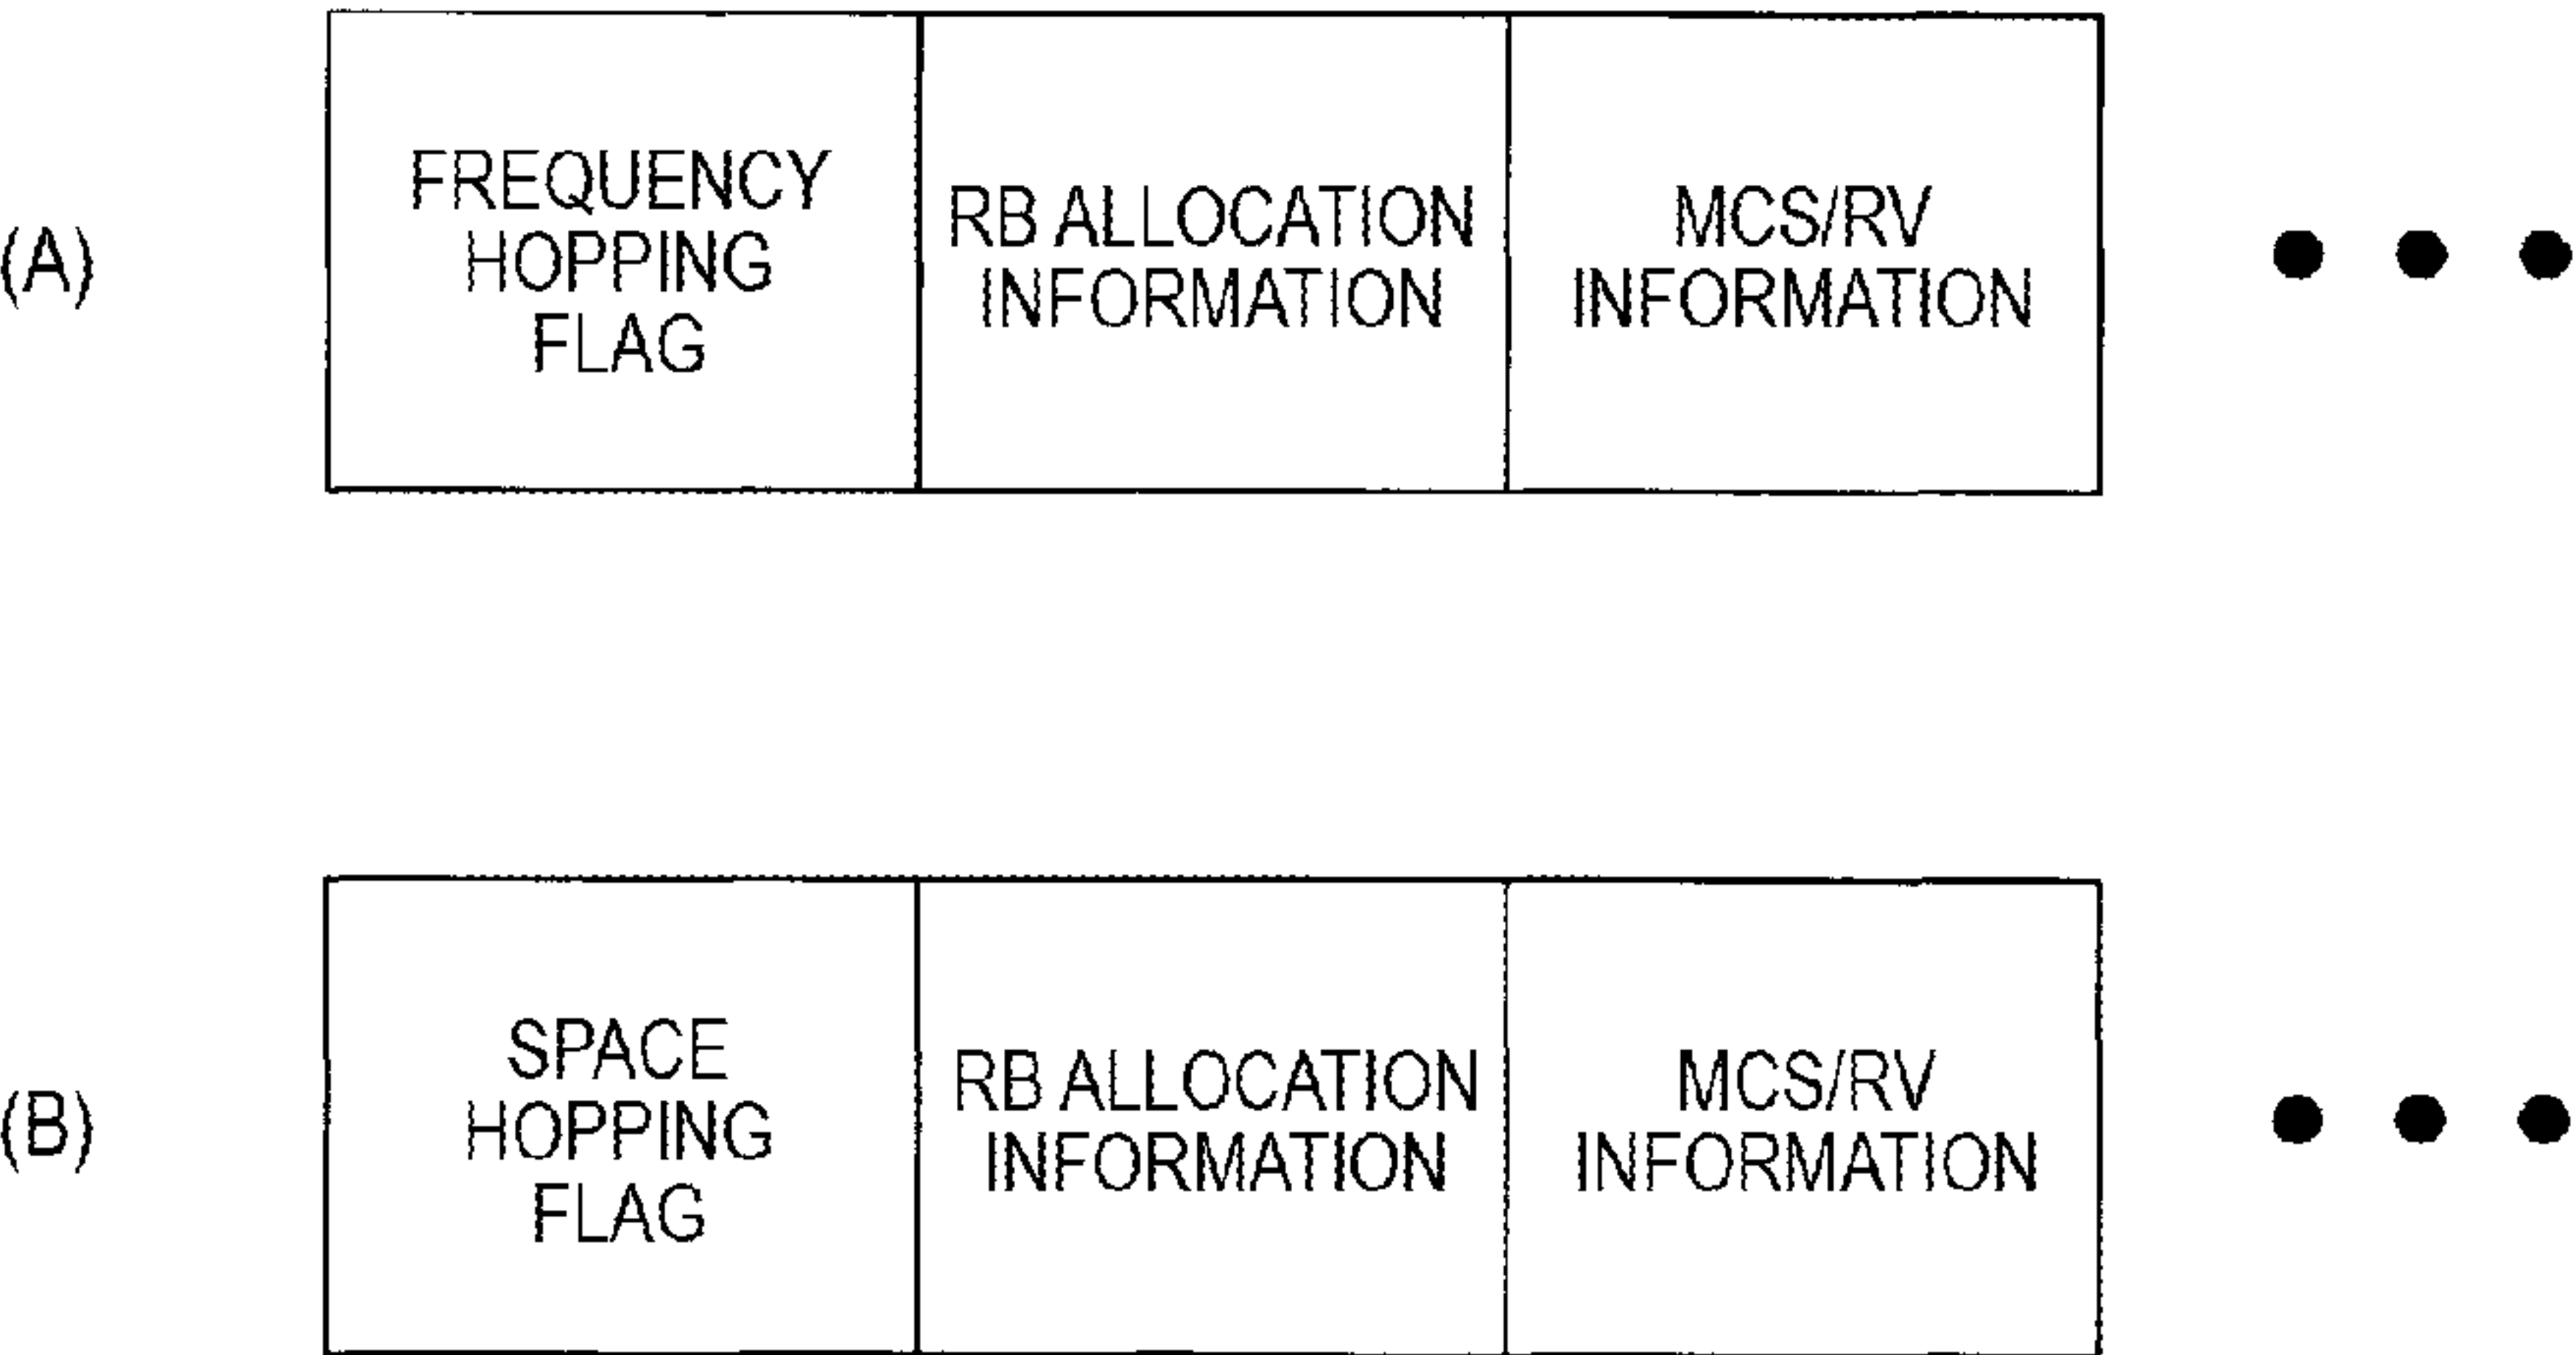 (A)
FREQUENCY
HOPPING
FLAG
RB ALLOCATION
INFORMATION
MCS/RV
INFORMATION
(B)
SPACE
HOPPING
FLAG
RB ALLOCATION
INFORMATION
MCS/RV
INFORMATION